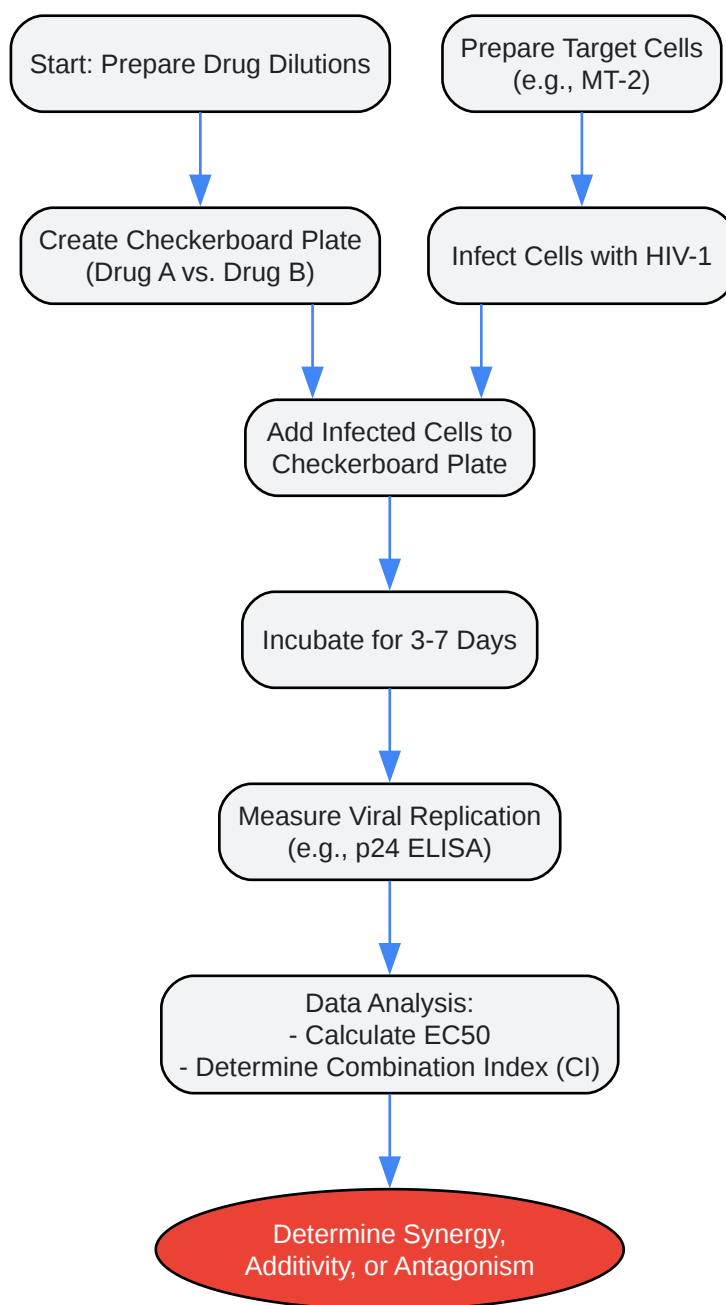 Start: Prepare Drug Dilutions
Prepare Target Cells
(e.g., MT-2)
Create Checkerboard Plate
(Drug A vs. Drug B)
Infect Cells with HIV-1
Add Infected Cells to
Checkerboard Plate
Incubate for 3-7 Days
Measure Viral Replication
(e.g., p24 ELISA)
Data Analysis:
- Calculate EC50
- Determine Combination Index (CI)
Determine Synergy,
Additivity, or Antagonism